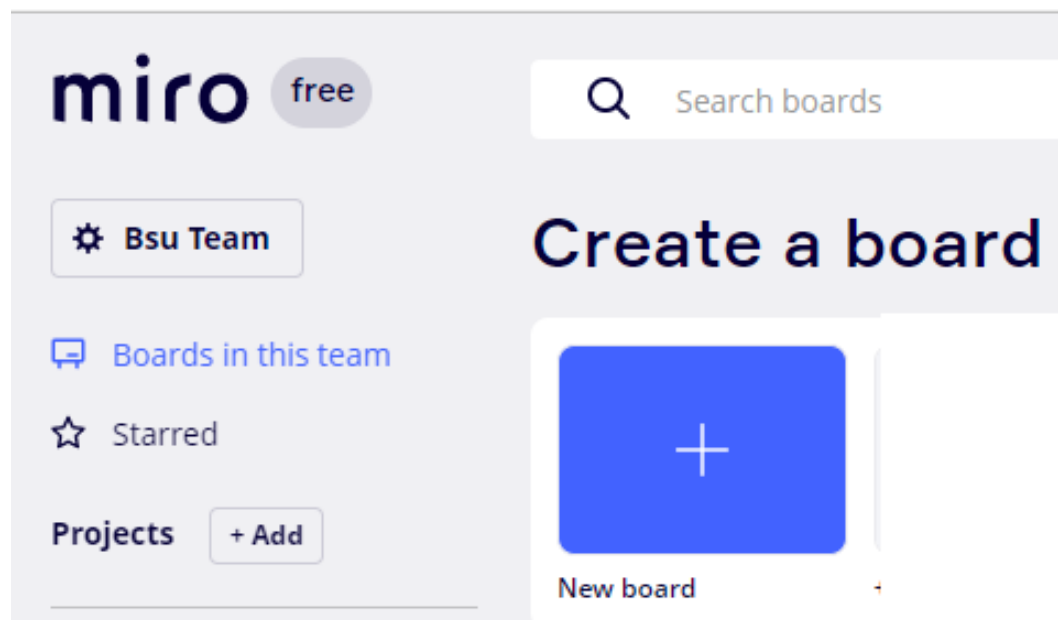 miro free
Search boards
Bsu Team
Create a board
Boards in this team
Starred
Projects + Add
New board